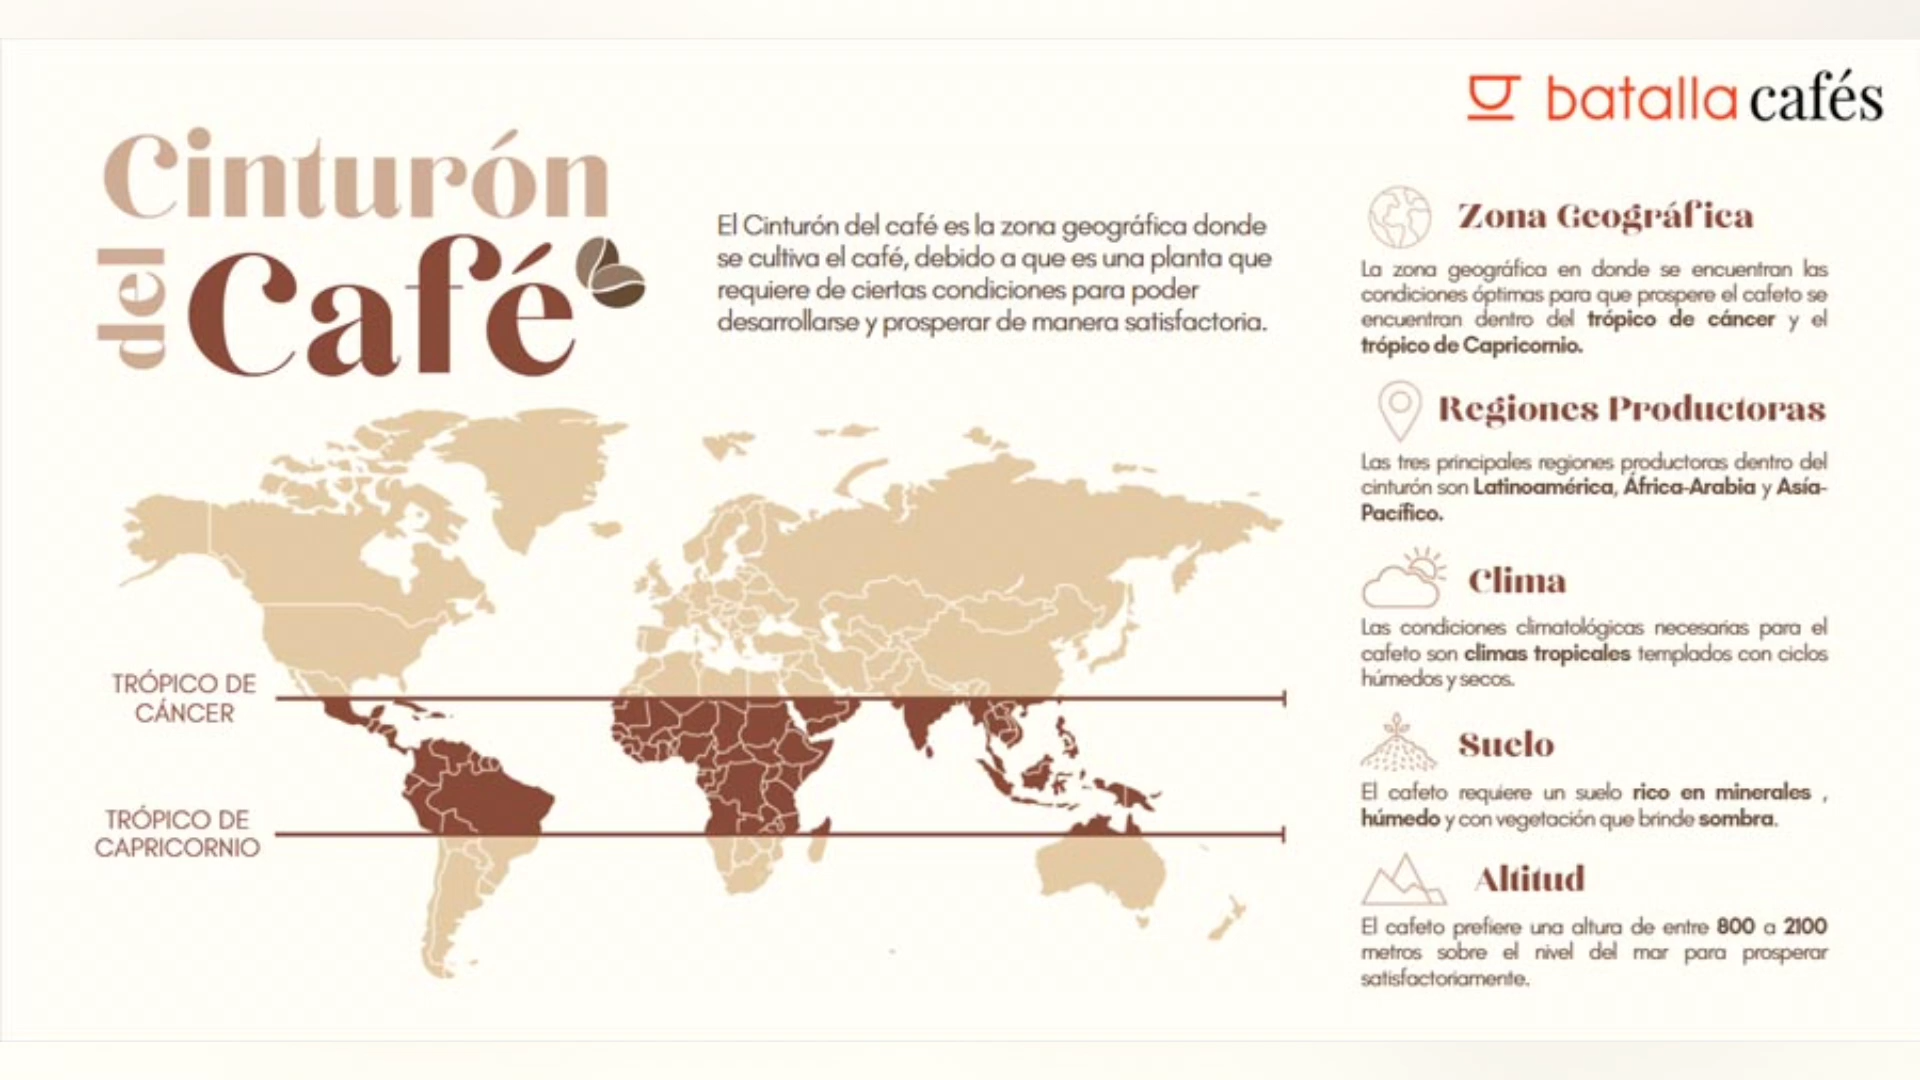 batalla cafés
Cinturón
del
Café
El Cinturón del café es la zona geográfica donde
se cultiva el café, debido a que es una planta que
requiere de ciertas condiciones para poder
desarrollarse y prosperar de manera satisfactoria.
TRÓPICO DE
CÁNCER
TRÓPICO DE
CAPRICORNIO
Zona Geográfica
La zona geográfica en donde se encuentran las
condiciones óptimas para que prospere el cafeto se
encuentran dentro del trópico de cáncer y el
trópico de Capricornio.
Regiones Productoras
Las tres principales regiones productoras dentro del
cinturón son Latinoamérica, África-Arabia y Asía-
Pacífico.
Clima
Las condiciones climatológicas necesarias para el
cafeto son climas tropicales templados con ciclos
húmedos y secos.
Suelo
El cafeto requiere un suelo rico en minerales ,
húmedo y con vegetación que brinde sombra.
Altitud
El cafeto prefiere una altura de entre 800 a 2100
metros sobre el nivel del mar para prosperar
satisfactoriamente.